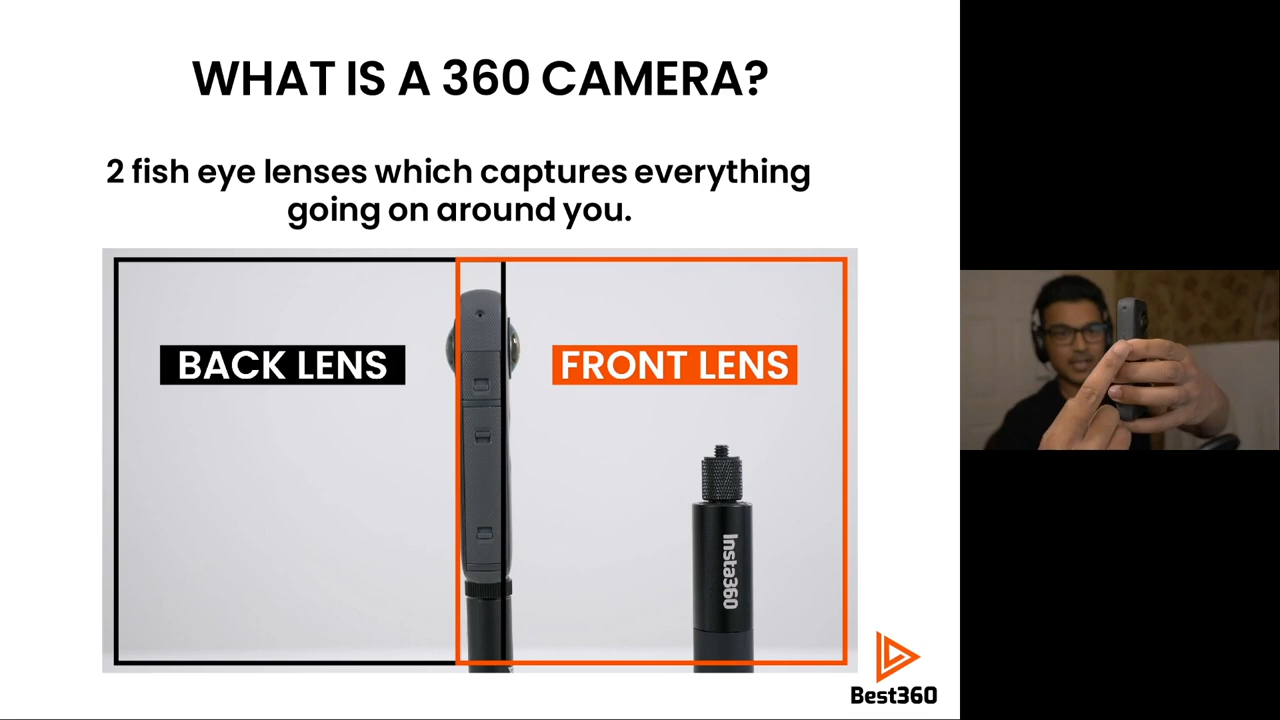 WHAT IS A 360 CAMERA?
2 fish eye lenses which captures everything
going on around you.
BACK LENS
FRONT LENS
Insta360
Best360